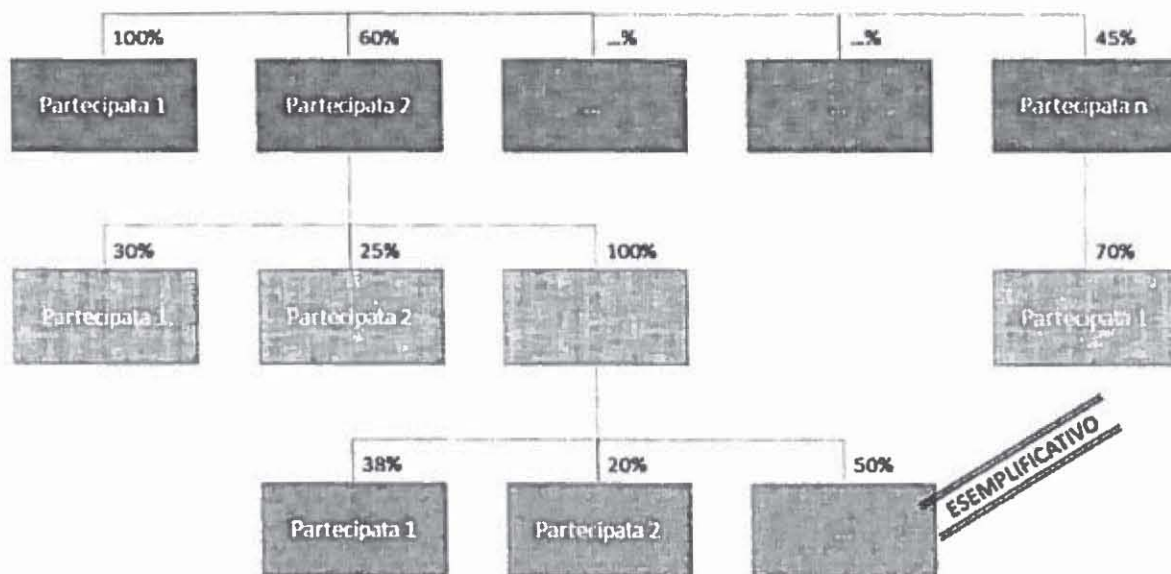 100%
60%
...%
...%
45%
Partecipata 1
Partecipata 2
...
...
Partecipata n
30%
25%
100%
70%
Partecipata 1
Partecipata 2
Partecipata 1
38%
20%
50%
ESEMPLIFICATIVO
Partecipata 1
Partecipata 2
...